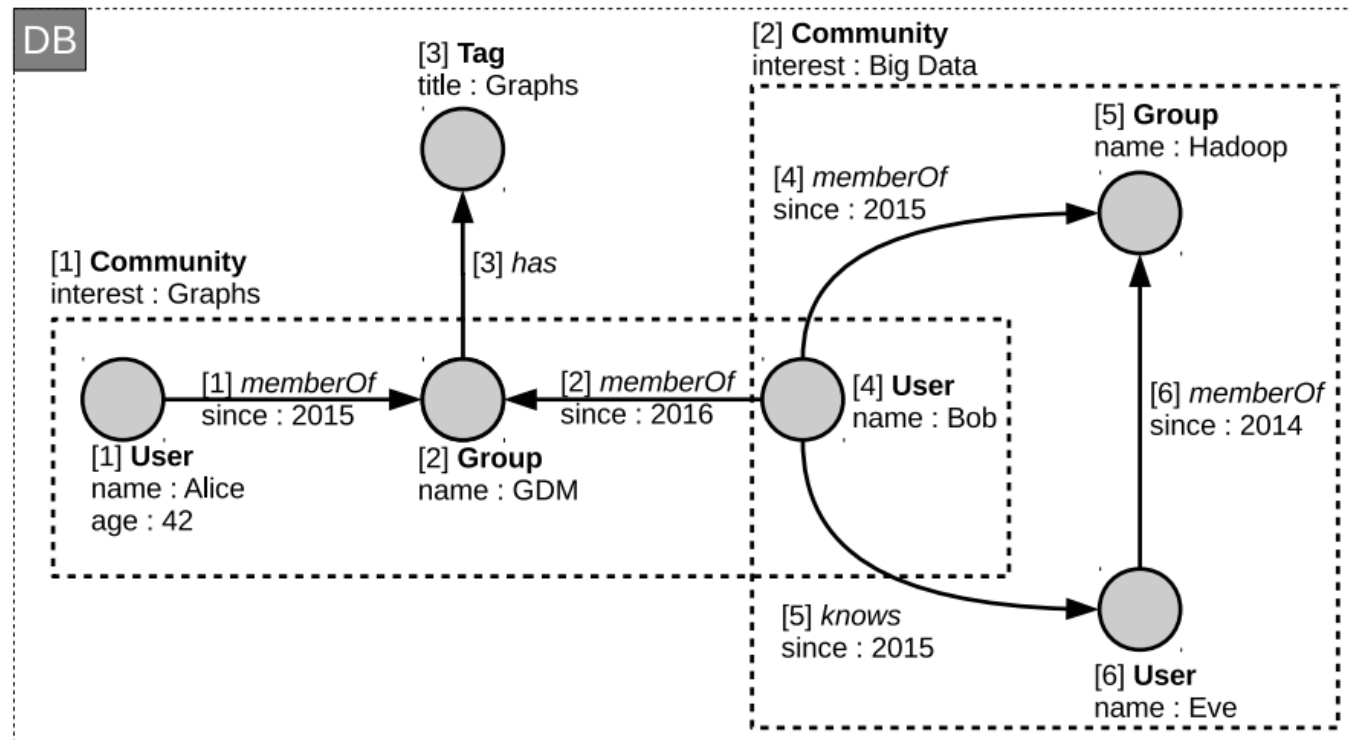 DB
[3] Tag
title : Graphs
[2] Community
interest : Big Data
[5] Group
name : Hadoop
[4] memberOf
since : 2015
[3] has
[1] Community
interest : Graphs
[1] memberOf
since : 2015
[2] memberOf
since : 2016
[4] User
name : Bob
[6] memberOf
since : 2014
[1] User
name : Alice
age : 42
[2] Group
name : GDM
[5] knows
since : 2015
[6] User
name : Eve